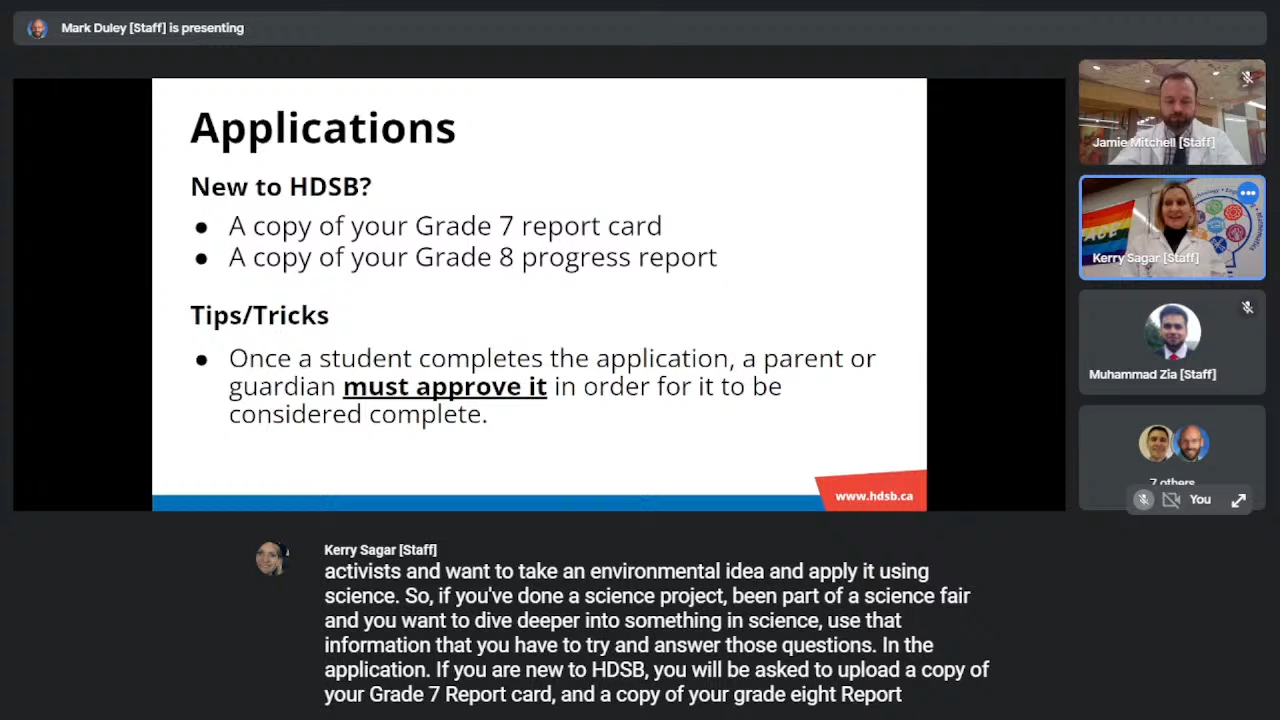 Mark Duley [Staff] is presenting
Applications
New to HDSB?
● A copy of your Grade 7 report card
● A copy of your Grade 8 progress report
Tips/Tricks
● Once a student completes the application, a parent or
guardian must approve it in order for it to be
considered complete.
www.hdsb.ca
Jamie Mitchell [Staff]
Kerry Sagar [Staff]
Muhammad Zia [Staff]
7 others
You
Kerry Sagar [Staff]
activists and want to take an environmental idea and apply it using
science. So, if you've done a science project, been part of a science fair
and you want to dive deeper into something in science, use that
information that you have to try and answer those questions. In the
application. If you are new to HDSB, you will be asked to upload a copy of
your Grade 7 Report card, and a copy of your grade eight Report